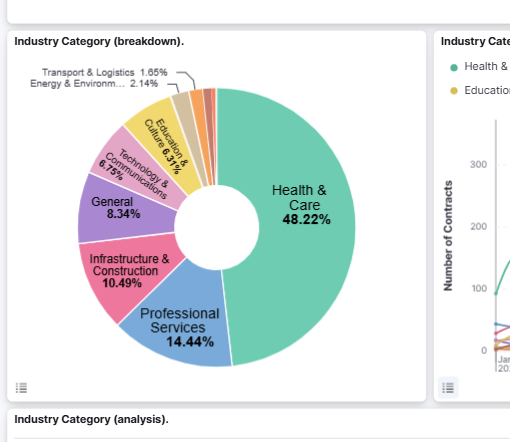 Industry Category (breakdown).
Transport & Logistics 1.65%
Energy & Environm... 2.14%
Education &
Culture 6.31%
Technology &
Communications
6.75%
General
8.34%
Infrastructure &
Construction
10.49%
Professional
Services
14.44%
Health &
Care
48.22%
Industry Cate
Health &
Educatio
Number of Contracts
300
200
100
0
Jan
Industry Category (analysis).